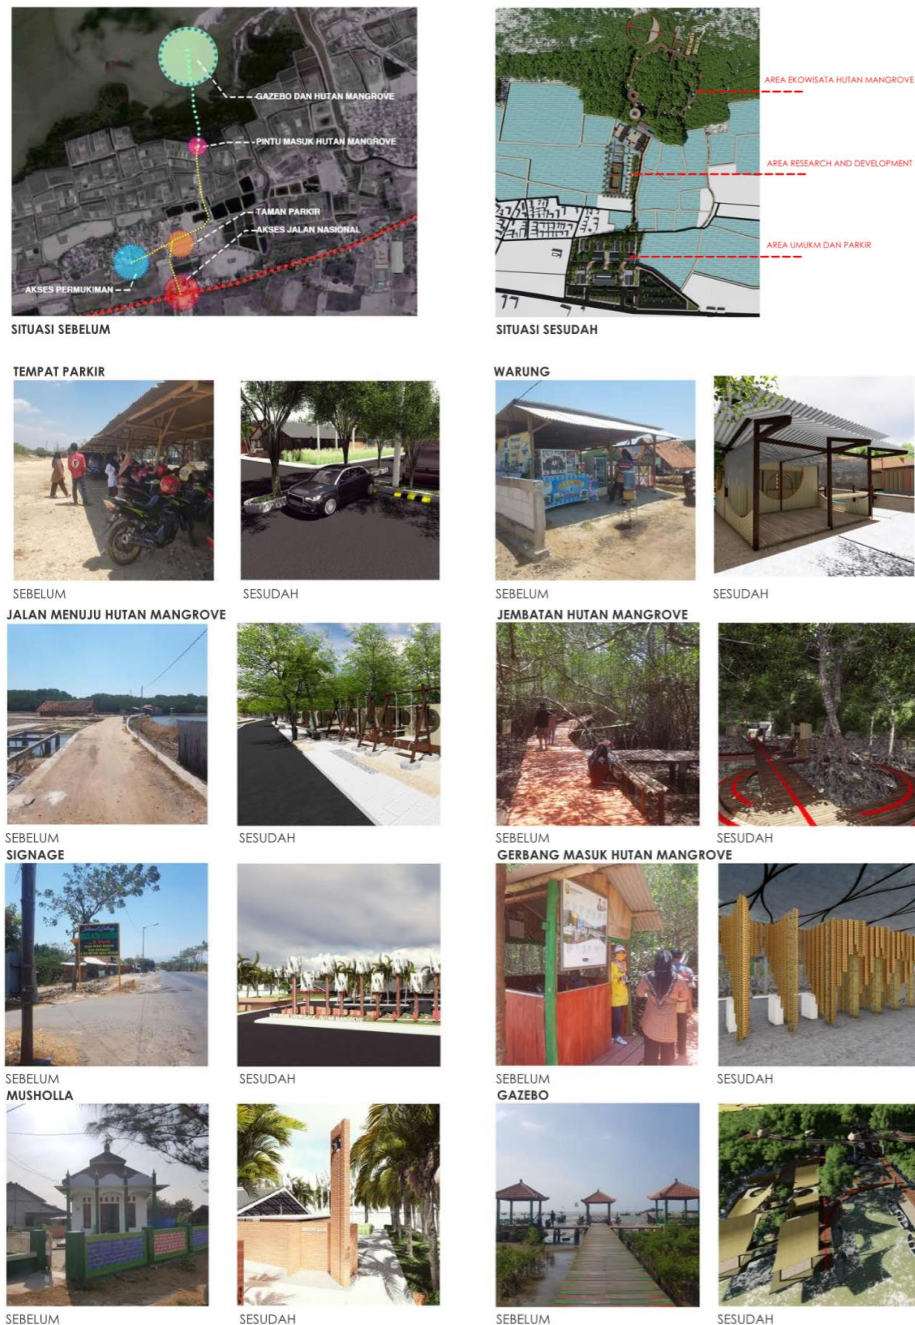 GAZEBO DAN HUTAN MANGROVE
PINTU MASUK HUTAN MANGROVE
TAMAN PARKIR
AKSES JALAN NASIONAL
AKSES PERMUKIMAN
SITUASI SEBELUM
AREA EKOWISATA HUTAN MANGROVE
AREA RESEARCH AND DEVELOPMENT
AREA UMUKM DAN PARKIR
SITUASI SESUDAH
TEMPAT PARKIR
SEBELUM
SESUDAH
WARUNG
SEBELUM
SESUDAH
JALAN MENUJU HUTAN MANGROVE
SEBELUM
SESUDAH
JEMBATAN HUTAN MANGROVE
SEBELUM
SESUDAH
SIGNAGE
SEBELUM
SESUDAH
GERBANG MASUK HUTAN MANGROVE
SEBELUM
SESUDAH
MUSHOLLA
SEBELUM
SESUDAH
GAZEBO
SEBELUM
SESUDAH